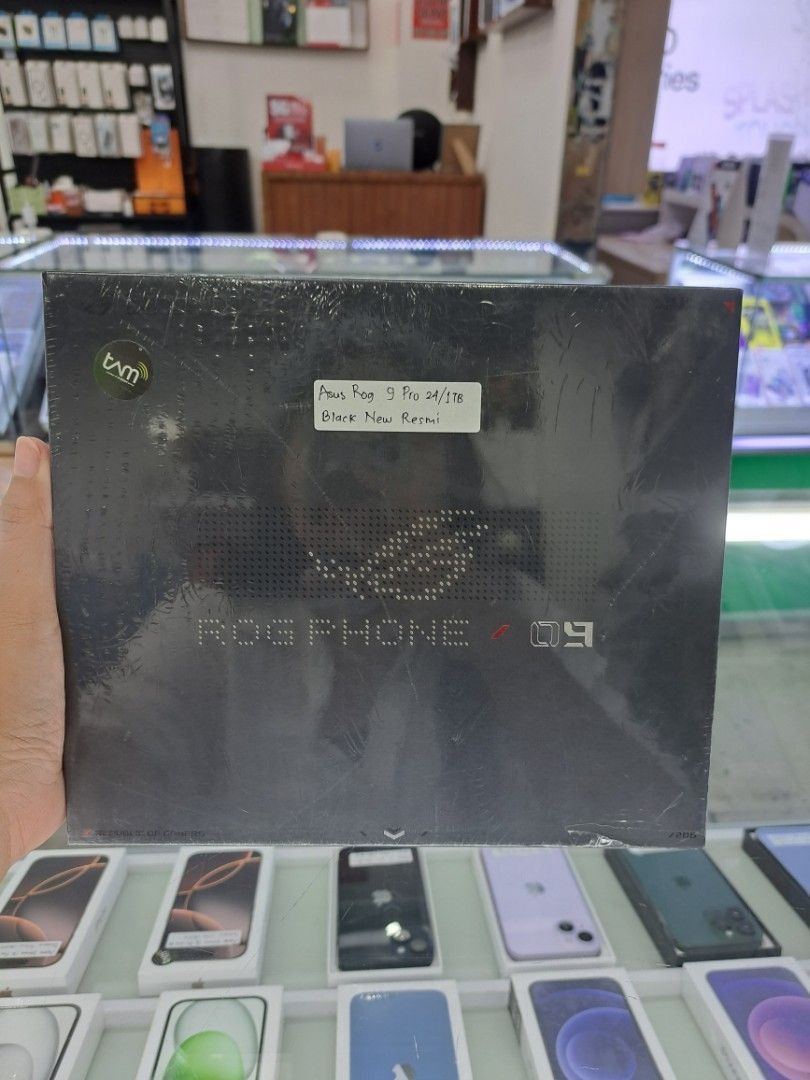 tam
Asus Rog 9 Pro 24/1TB
Black New Resmi
ROG PHONE / 09
REPUBLIC OF GAMERS